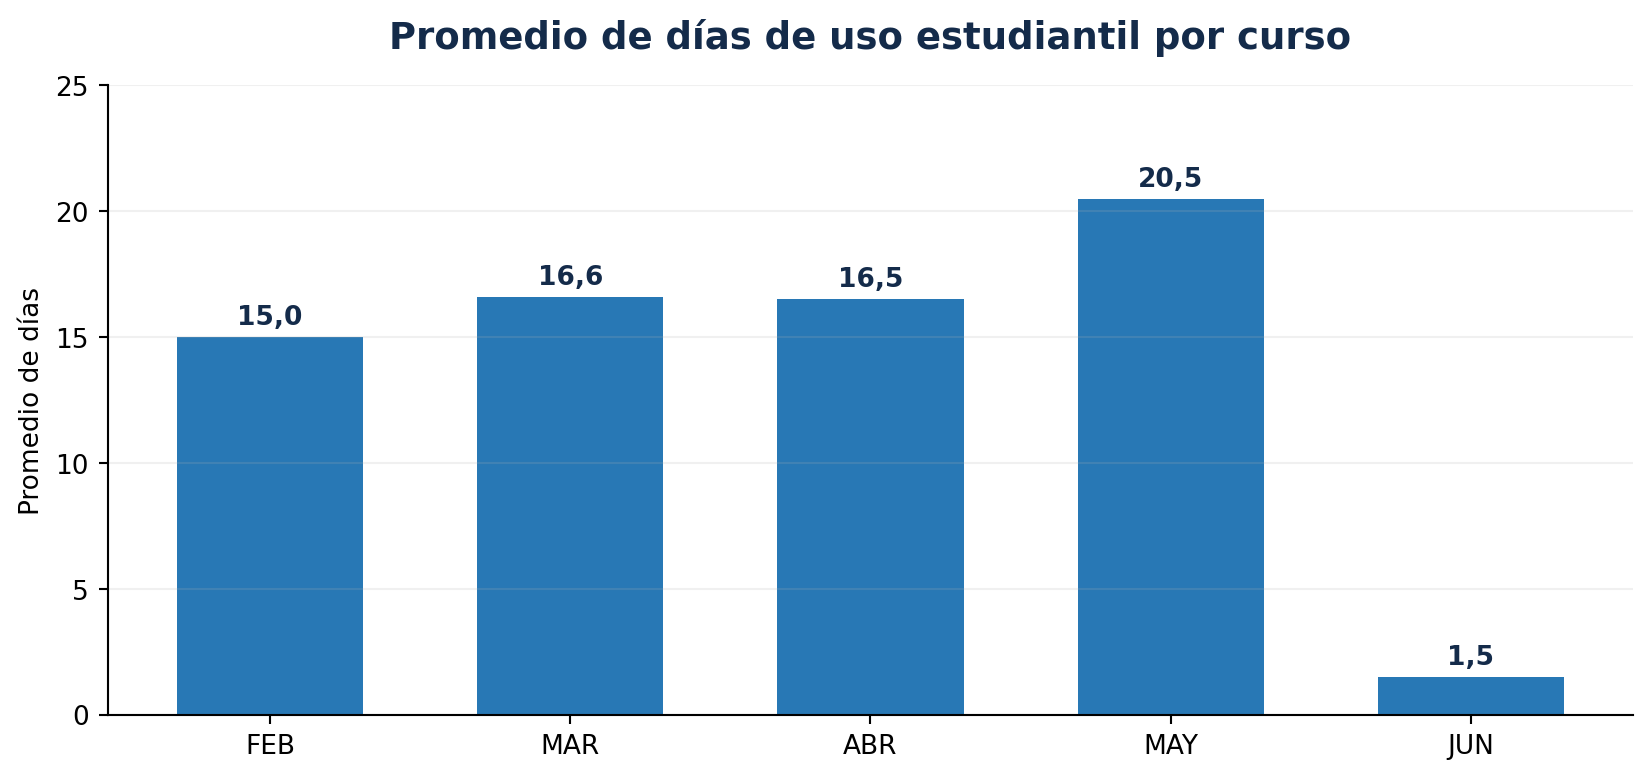 Promedio de días de uso estudiantil por curso
Promedio de días
25
20
15
10
5
0
15,0
16,6
16,5
20,5
1,5
FEB
MAR
ABR
MAY
JUN